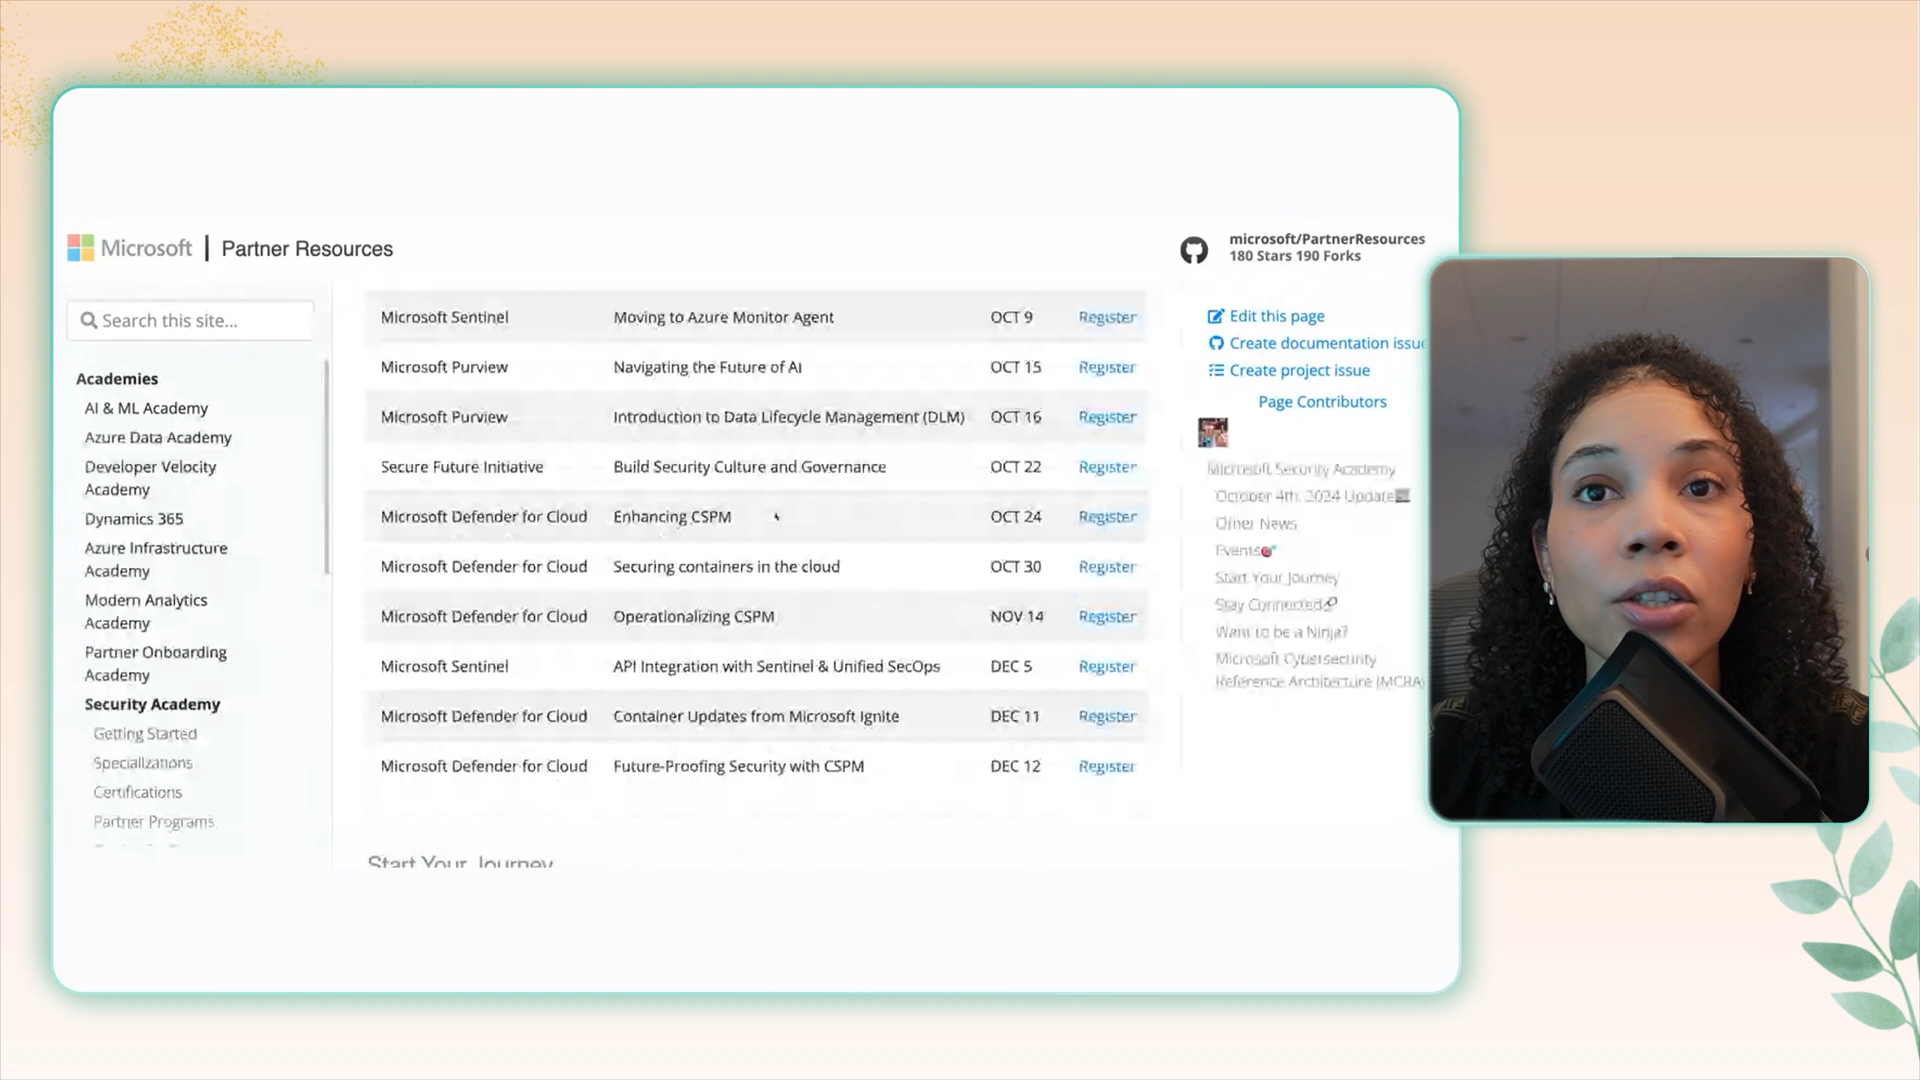 Microsoft | Partner Resources
microsoft/PartnerResources
180 Stars 190 Forks
Search this site...
Academies
AI & ML Academy
Azure Data Academy
Developer Velocity
Academy
Dynamics 365
Azure Infrastructure
Academy
Modern Analytics
Academy
Partner Onboarding
Academy
Security Academy
Getting Started
Specializations
Certifications
Partner Programs
Microsoft Sentinel Moving to Azure Monitor Agent OCT 9 Register
Microsoft Purview Navigating the Future of AI OCT 15 Register
Microsoft Purview Introduction to Data Lifecycle Management (DLM) OCT 16 Register
Secure Future Initiative Build Security Culture and Governance OCT 22 Register
Microsoft Defender for Cloud Enhancing CSPM OCT 24 Register
Microsoft Defender for Cloud Securing containers in the cloud OCT 30 Register
Microsoft Defender for Cloud Operationalizing CSPM NOV 14 Register
Microsoft Sentinel API Integration with Sentinel & Unified SecOps DEC 5 Register
Microsoft Defender for Cloud Container Updates from Microsoft Ignite DEC 11 Register
Microsoft Defender for Cloud Future-Proofing Security with CSPM DEC 12 Register
Start Your Journey
Edit this page
Create documentation issue
Create project issue
Page Contributors
Microsoft Security Academy
October 4th, 2024 Update
Other News
Events
Start Your Journey
Stay Connected
Want to be a Ninja?
Microsoft Cybersecurity
Reference Architecture (MCRA)